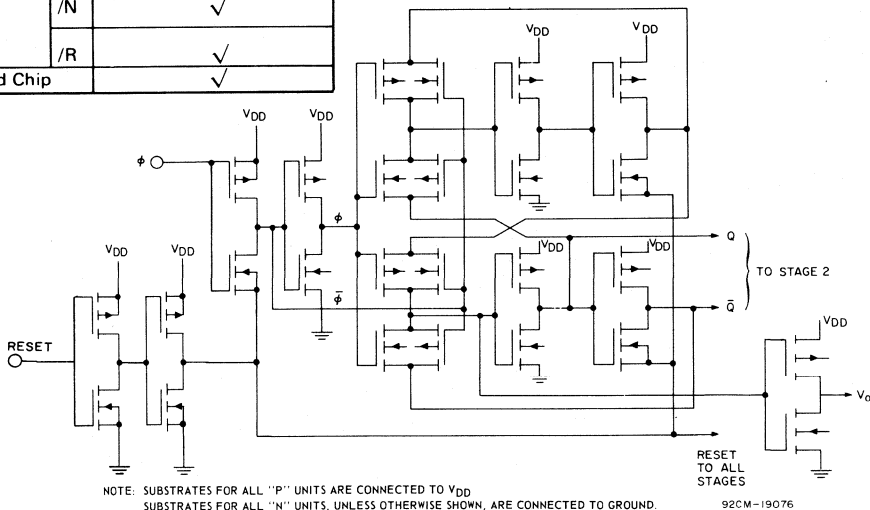 /N √
/R √
d Chip √
VDD VDD
VDD VDD
φ
φ
φ̄
VDD VDD
VDD VDD
Q
TO STAGE 2
Q̄
RESET
VDD
Vo
RESET
TO ALL
STAGES
NOTE: SUBSTRATES FOR ALL "P" UNITS ARE CONNECTED TO VDD
SUBSTRATES FOR ALL "N" UNITS, UNLESS OTHERWISE SHOWN, ARE CONNECTED TO GROUND.
92CM-19076